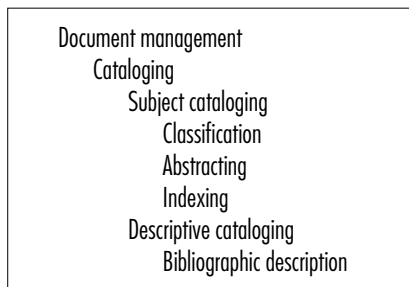 Document management
Cataloging
Subject cataloging
Classification
Abstracting
Indexing
Descriptive cataloging
Bibliographic description